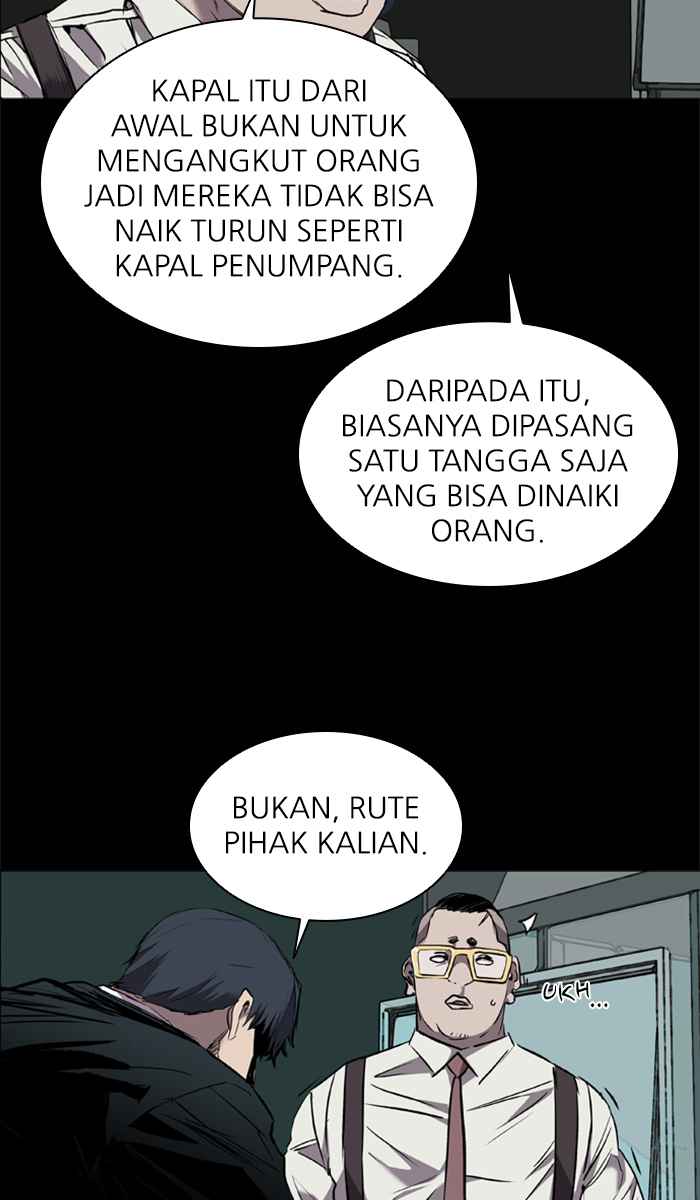 KAPAL ITU DARI
AWAL BUKAN UNTUK
MENGANGKUT ORANG
JADI MEREKA TIDAK BISA
NAIK TURUN SEPERTI
KAPAL PENUMPANG.
DARIPADA ITU,
BIASANYA DIPASANG
SATU TANGGA SAJA
YANG BISA DINAIKI
ORANG.
BUKAN, RUTE
PIHAK KALIAN.
UKH...